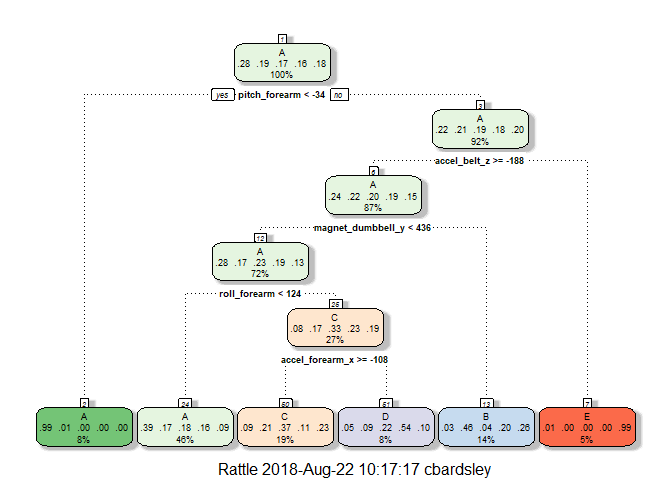 1
A
.28 .19 .17 .16 .18
100%
yes pitch_forearm < -34 no
3
A
.22 .21 .19 .18 .20
92%
accel_belt_z >= -188
6
A
.24 .22 .20 .19 .15
87%
magnet_dumbbell_y < 436
12
A
.28 .17 .23 .19 .13
72%
roll_forearm < 124
25
C
.08 .17 .33 .23 .19
27%
accel_forearm_x >= -108
2
A
.99 .01 .00 .00 .00
8%
24
A
.39 .17 .18 .16 .09
46%
50
C
.09 .21 .37 .11 .23
19%
51
D
.05 .09 .22 .54 .10
8%
13
B
.03 .46 .04 .20 .26
14%
7
E
.01 .00 .00 .00 .99
5%
Rattle 2018-Aug-22 10:17:17 cbardsley